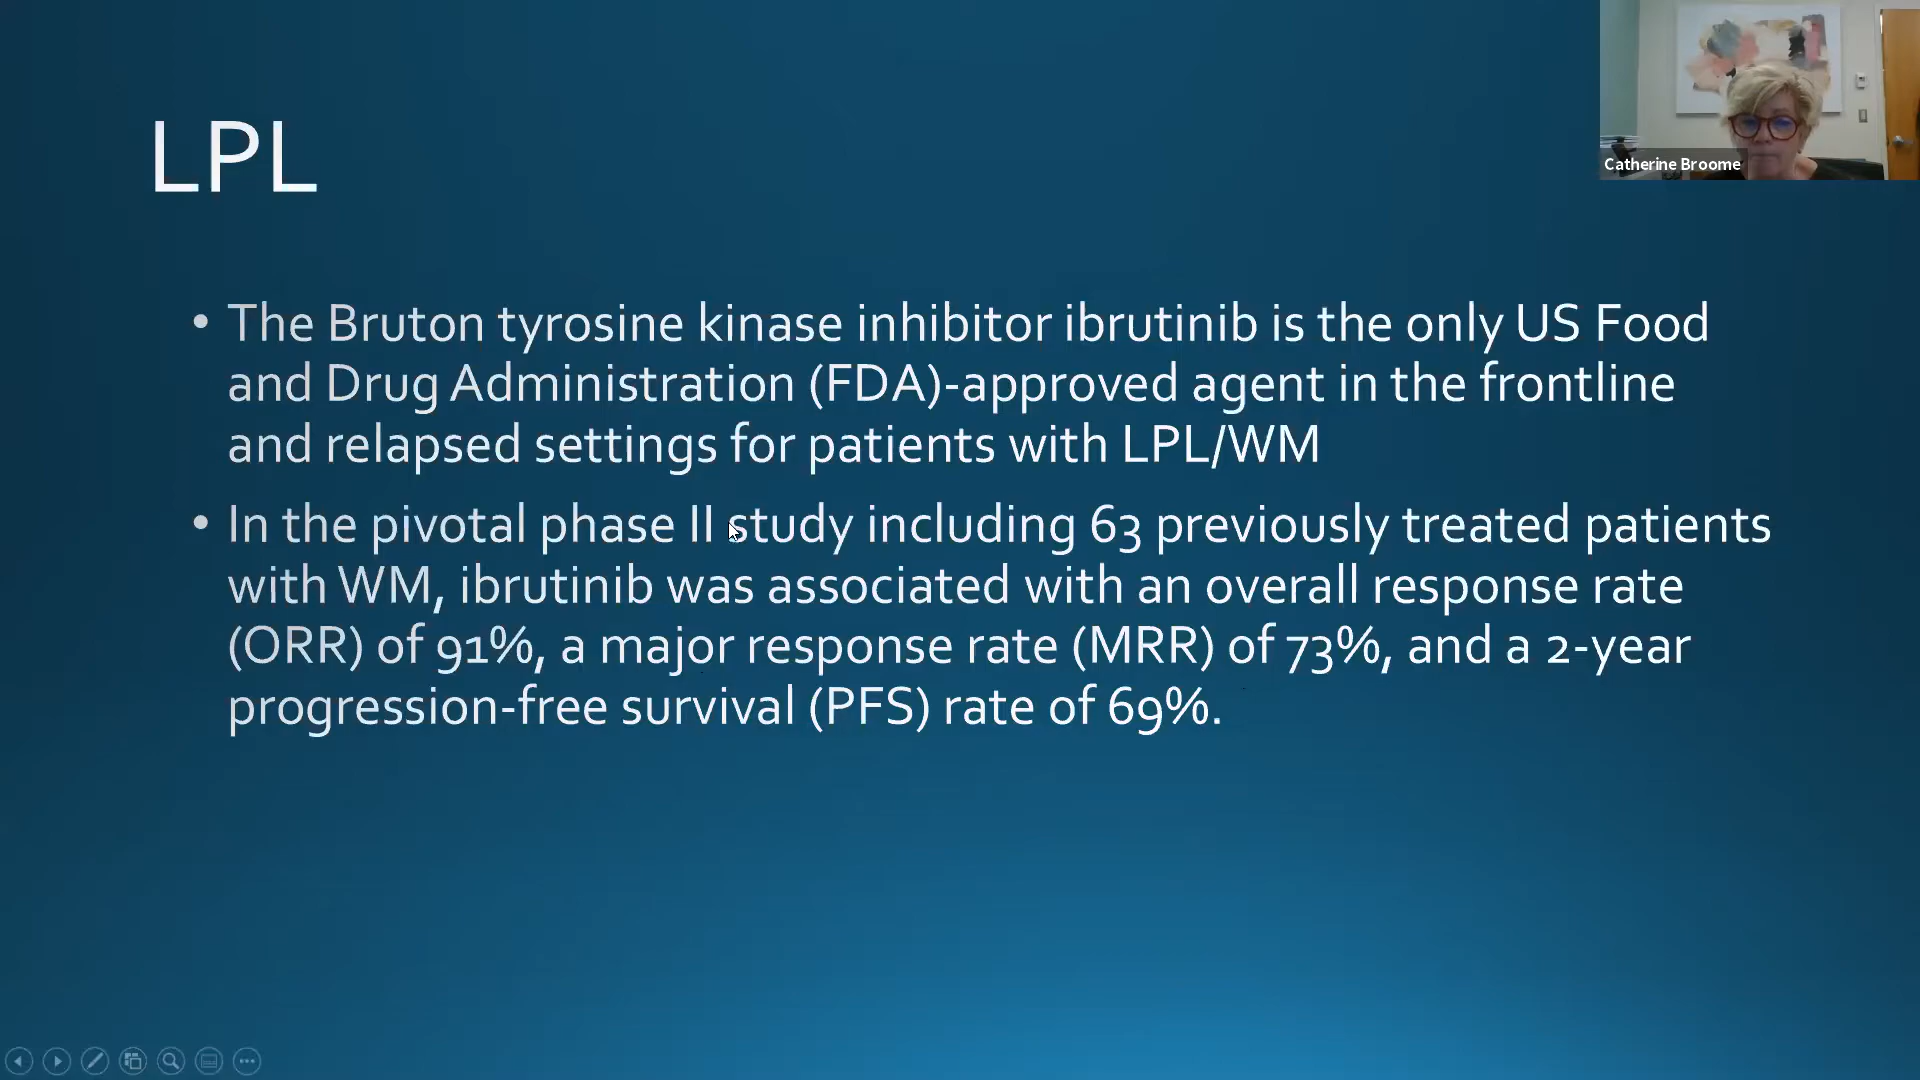 LPL
Catherine Broome
• The Bruton tyrosine kinase inhibitor ibrutinib is the only US Food
and Drug Administration (FDA)-approved agent in the frontline
and relapsed settings for patients with LPL/WM
• In the pivotal phase II study including 63 previously treated patients
with WM, ibrutinib was associated with an overall response rate
(ORR) of 91%, a major response rate (MRR) of 73%, and a 2-year
progression-free survival (PFS) rate of 69%.